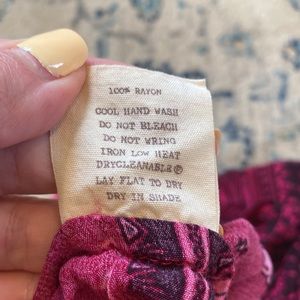 100% RAYON
COOL HAND WASH
DO NOT BLEACH
DO NOT WRING
IRON LOW HEAT
DRYCLEANABLE Ⓟ
LAY FLAT TO DRY
DRY IN SHADE